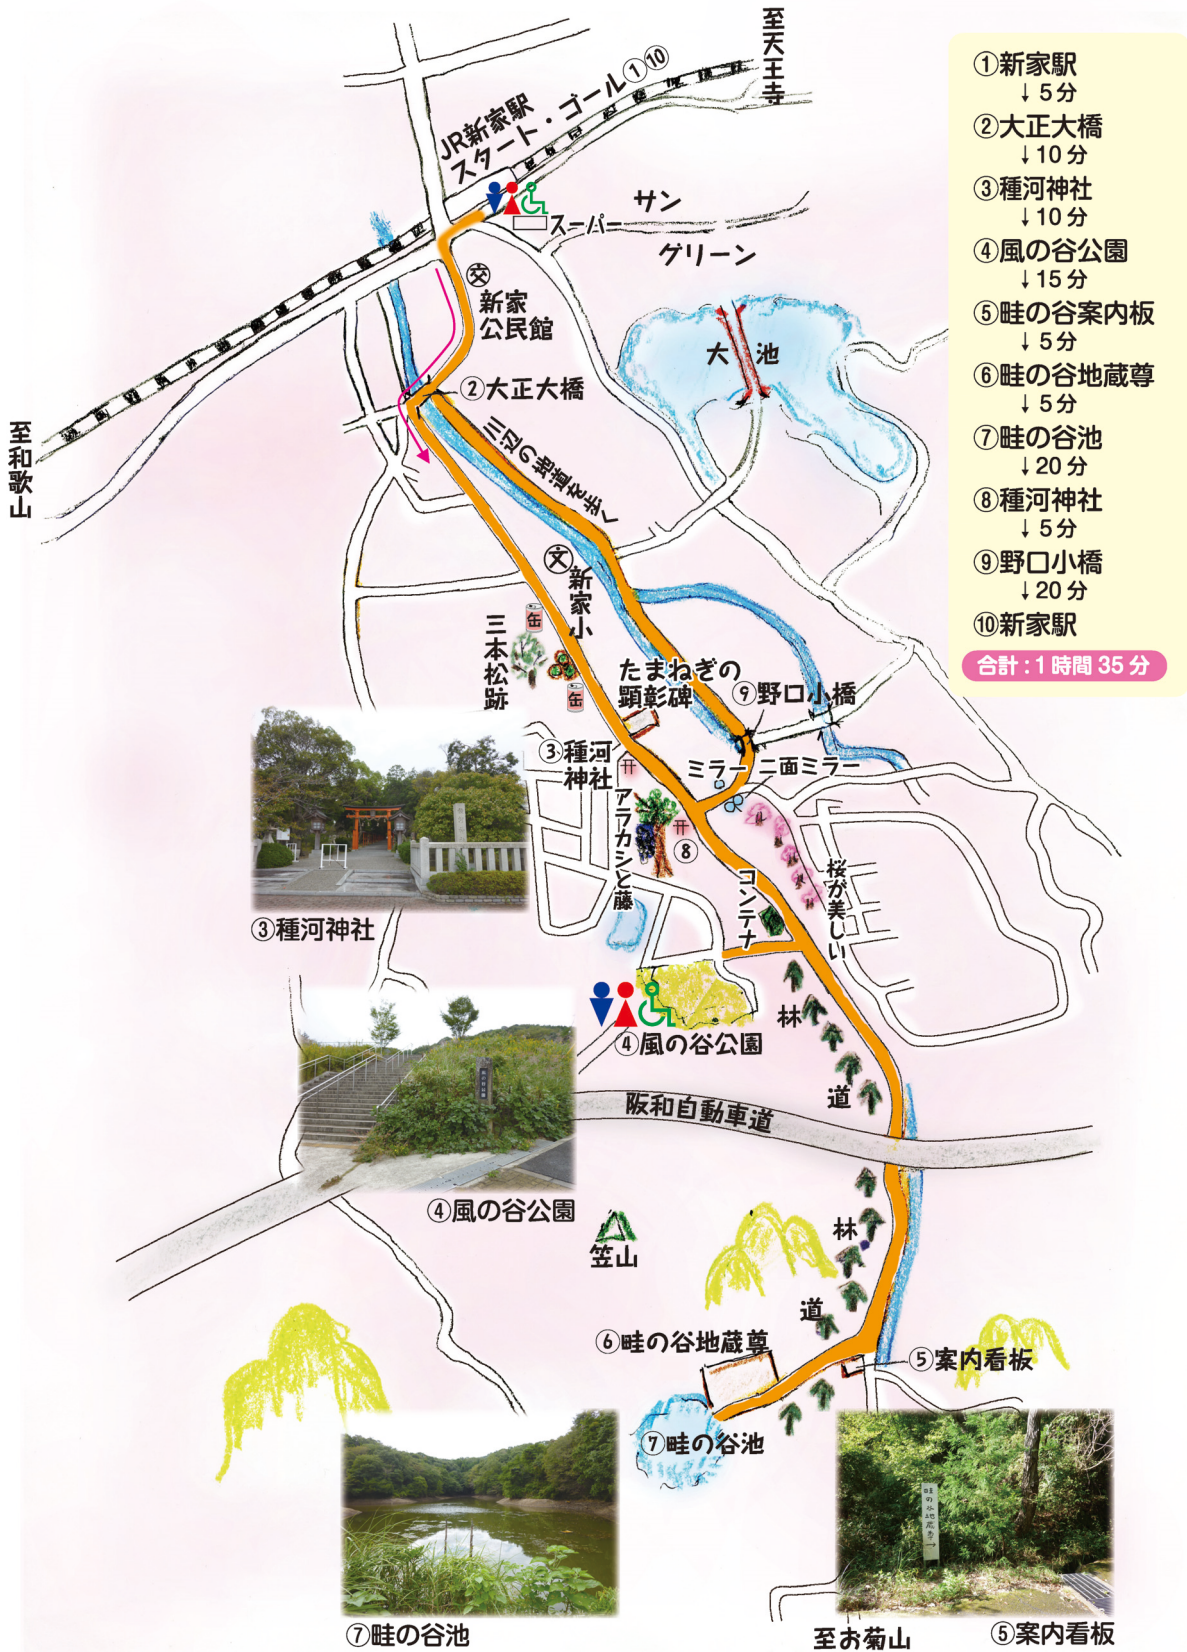 至天王寺
JR新家駅
スタート・ゴール①⑩
サン
グリーン
スーパー
㊋
新家
公民館
②大正大橋
大池
川辺の地道を歩く
至和歌山
文
新家小
缶
三本松跡
缶
たまねぎの
顕彰碑
⑨野口小橋
③種河
神社
ミラー
二面ミラー
アラカシと藤
⑧
コンテナ
桜が美しい
③種河神社
④風の谷公園
林
道
阪和自動車道
④風の谷公園
笠山
林
道
⑥畦の谷地蔵尊
⑤案内看板
⑦畦の谷池
畦の谷地蔵尊→
⑦畦の谷池
至お菊山
⑤案内看板
①新家駅
↓5分
②大正大橋
↓10分
③種河神社
↓10分
④風の谷公園
↓15分
⑤畦の谷案内板
↓5分
⑥畦の谷地蔵尊
↓5分
⑦畦の谷池
↓20分
⑧種河神社
↓5分
⑨野口小橋
↓20分
⑩新家駅
合計：1時間35分